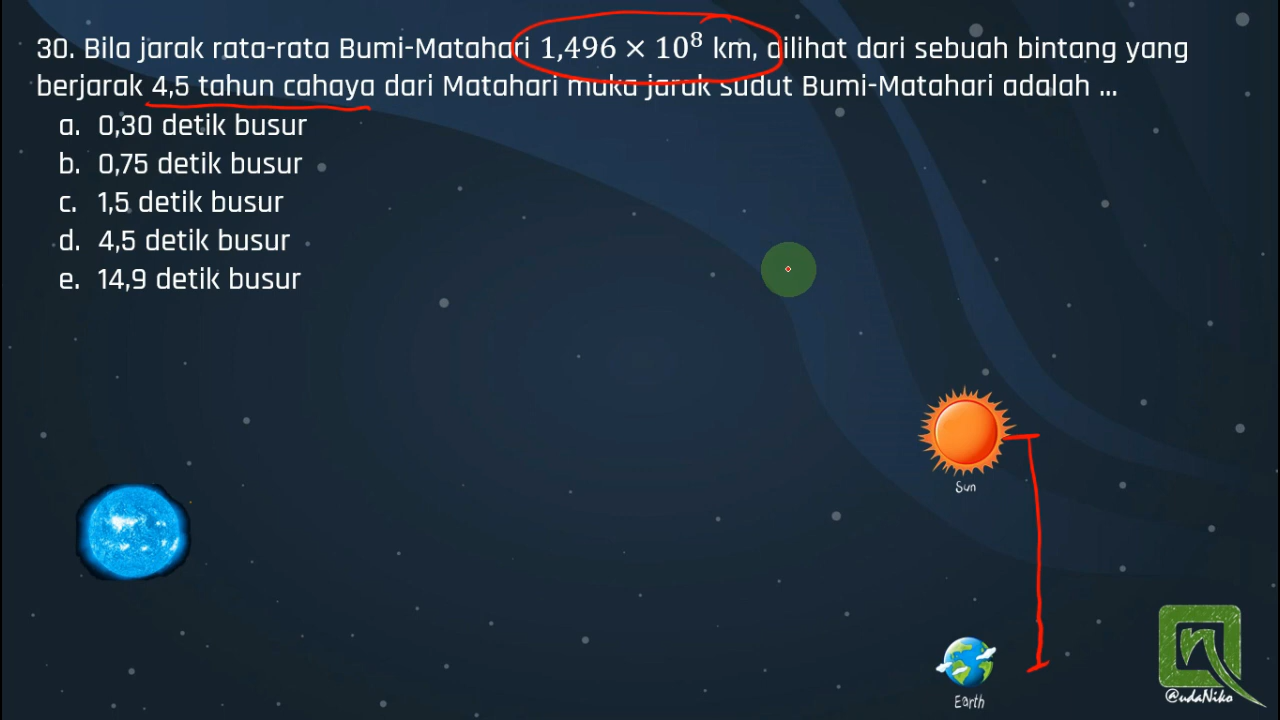 30. Bila jarak rata-rata Bumi-Matahari 1,496 × 10⁸ km, dilihat dari sebuah bintang yang
berjarak 4,5 tahun cahaya dari Matahari maka jarak sudut Bumi-Matahari adalah ...
a. 0,30 detik busur
b. 0,75 detik busur
c. 1,5 detik busur
d. 4,5 detik busur
e. 14,9 detik busur
Sun
Earth
@udaNiko